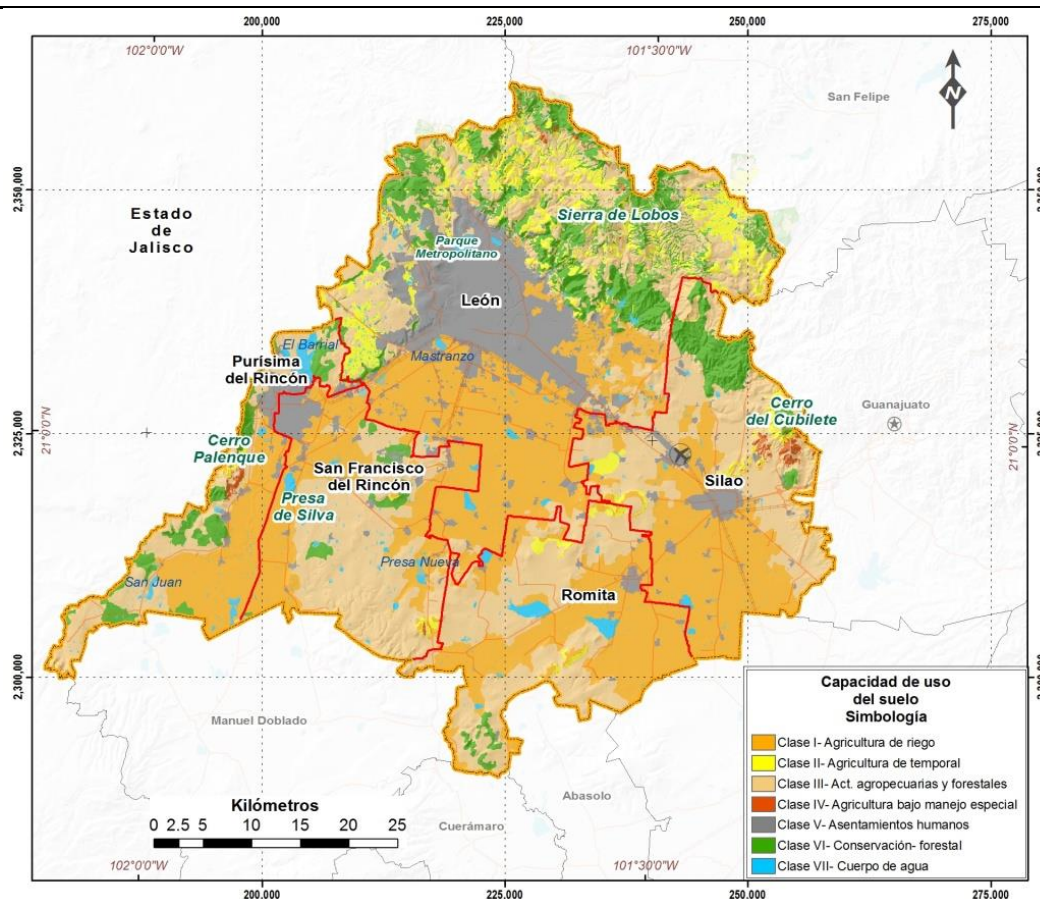 200,000 225,000 250,000 275,000
102°0'0"W 101°30'0"W
N
San Felipe
2,350,000
Estado
de
Jalisco
Sierra de Lobos
Parque
Metropolitano
León
El Barrial
Mastranzo
Purísima
del Rincón
Cerro
del Cubilete
Guanajuato
2,325,000
21°0'0"N
21°0'0"N
Cerro
Palenque
San Francisco
del Rincón
Silao
Presa
de Silva
Presa Nueva
San Juan
Romita
2,300,000
Manuel Doblado
Abasolo
Cuerámaro
Kilómetros
0 2.5 5 10 15 20 25
Capacidad de uso
del suelo
Simbología
Clase I- Agricultura de riego
Clase II- Agricultura de temporal
Clase III- Act. agropecuarias y forestales
Clase IV- Agricultura bajo manejo especial
Clase V- Asentamientos humanos
Clase VI- Conservación- forestal
Clase VII- Cuerpo de agua
102°0'0"W 101°30'0"W
200,000 225,000 250,000 275,000